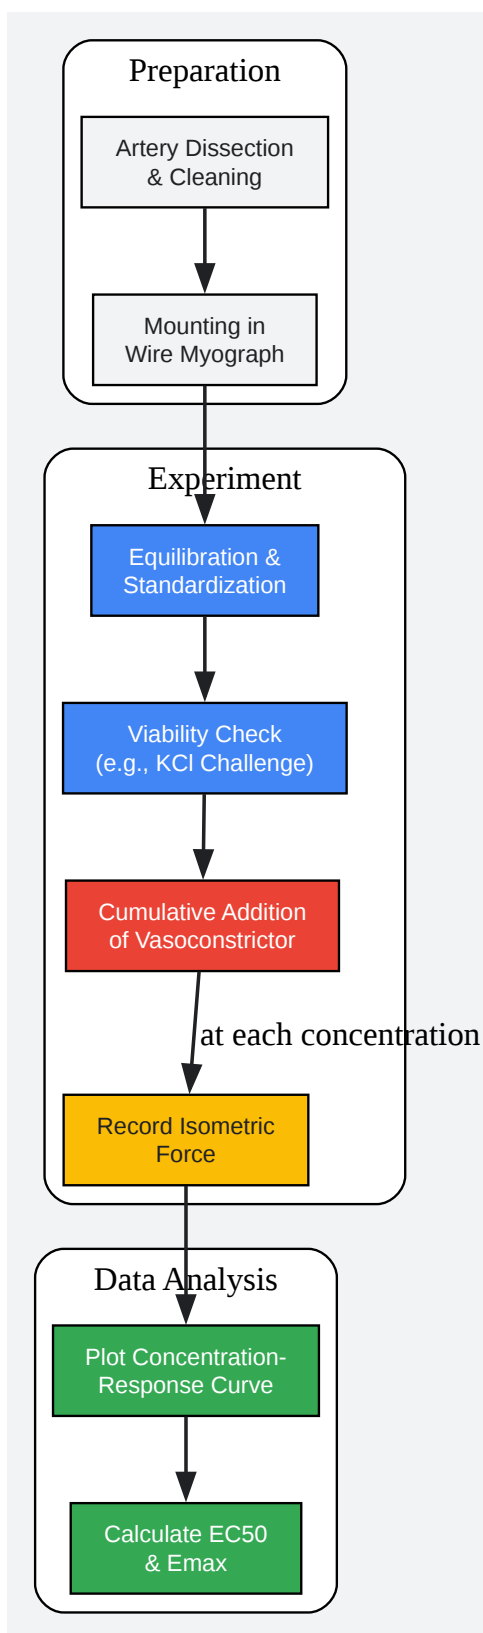 Preparation
Artery Dissection
& Cleaning
Mounting in
Wire Myograph
Experiment
Equilibration &
Standardization
Viability Check
(e.g., KCl Challenge)
Cumulative Addition
of Vasoconstrictor
at each concentration
Record Isometric
Force
Data Analysis
Plot Concentration-
Response Curve
Calculate EC50
& Emax